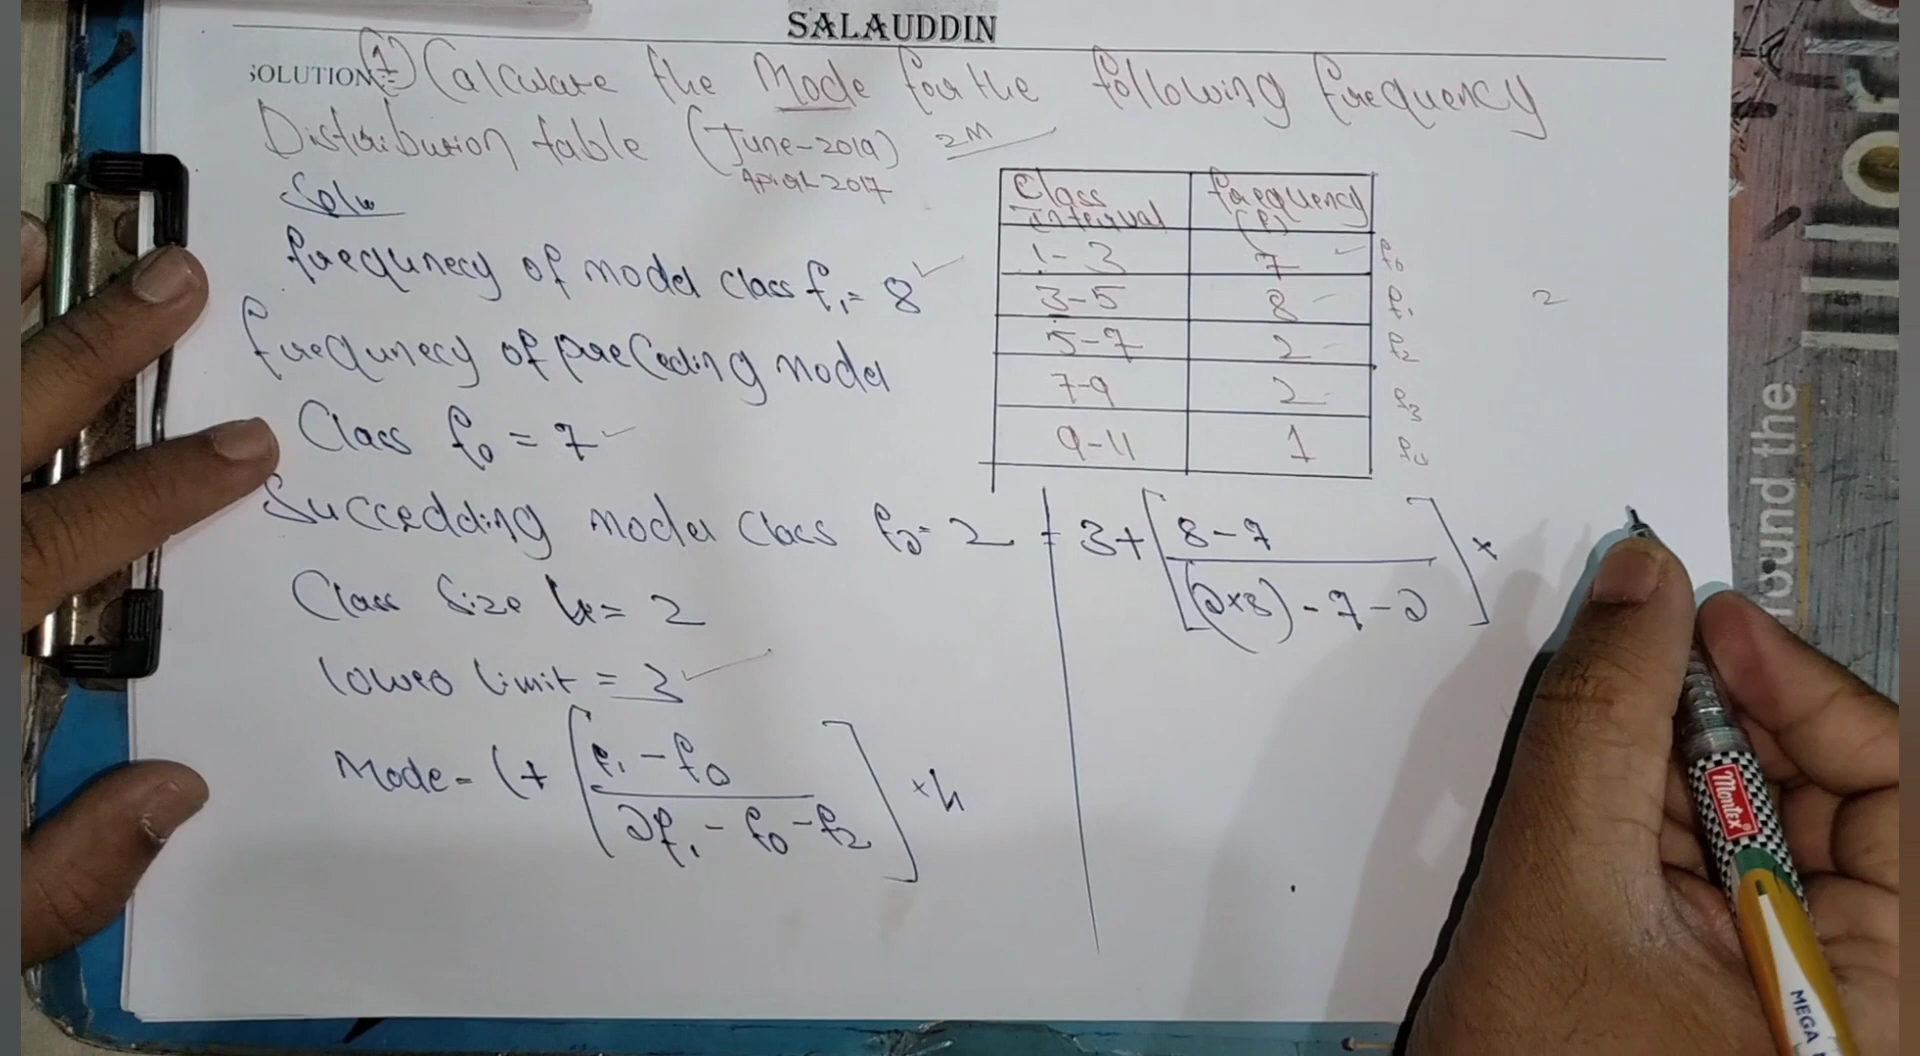 SALAUDDIN
SOLUTION:-
1) Calculate the Mode for the following frequency
Distribution table (June-2019) 2M
April 2017
Solu
Class interval frequency (f)
1-3 7 f0
3-5 8 f1
5-7 2 f2
7-9 2 f3
9-11 1 f4
2
frequnecy of model class f1 = 8
frequnecy of preceding model
Class f0 = 7
Succedding model class f2 = 2
Class Size h = 2
lower limit = 3
Mode = l + [f1 - f0 / 2f1 - f0 - f2] × h
= 3 + [8 - 7 / (2×8) - 7 - 2] ×
round the
Montex
MEGA